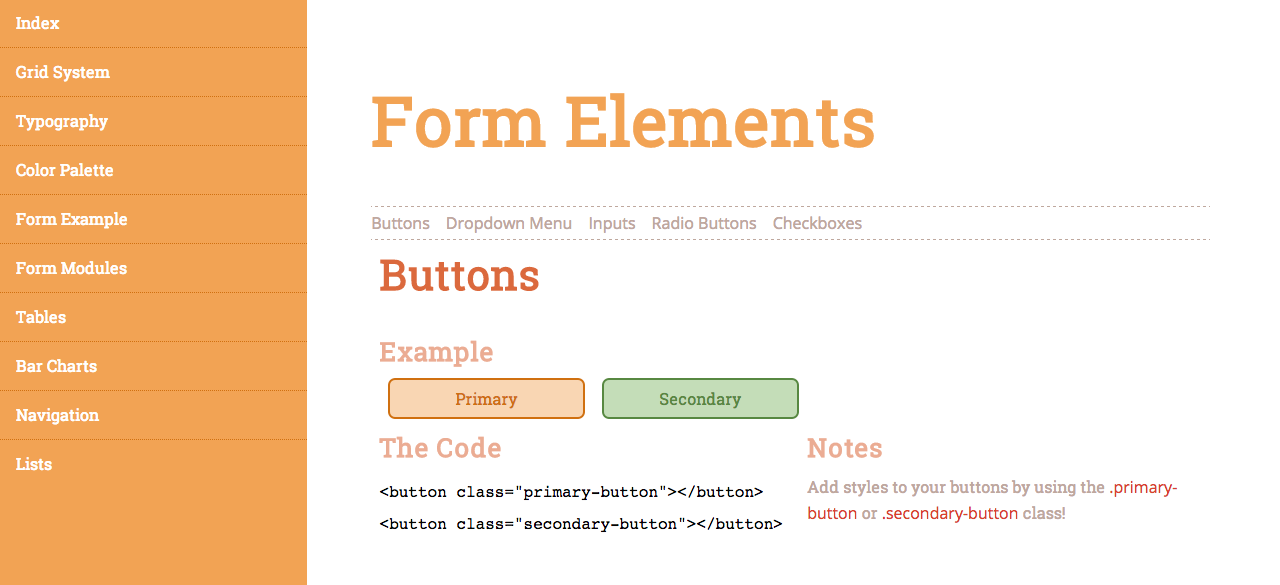 Index
Grid System
Typography
Color Palette
Form Example
Form Modules
Tables
Bar Charts
Navigation
Lists
Form Elements
Buttons Dropdown Menu Inputs Radio Buttons Checkboxes
Buttons
Example
Primary Secondary
The Code
<button class="primary-button"></button>
<button class="secondary-button"></button>
Notes
Add styles to your buttons by using the .primary-
button or .secondary-button class!